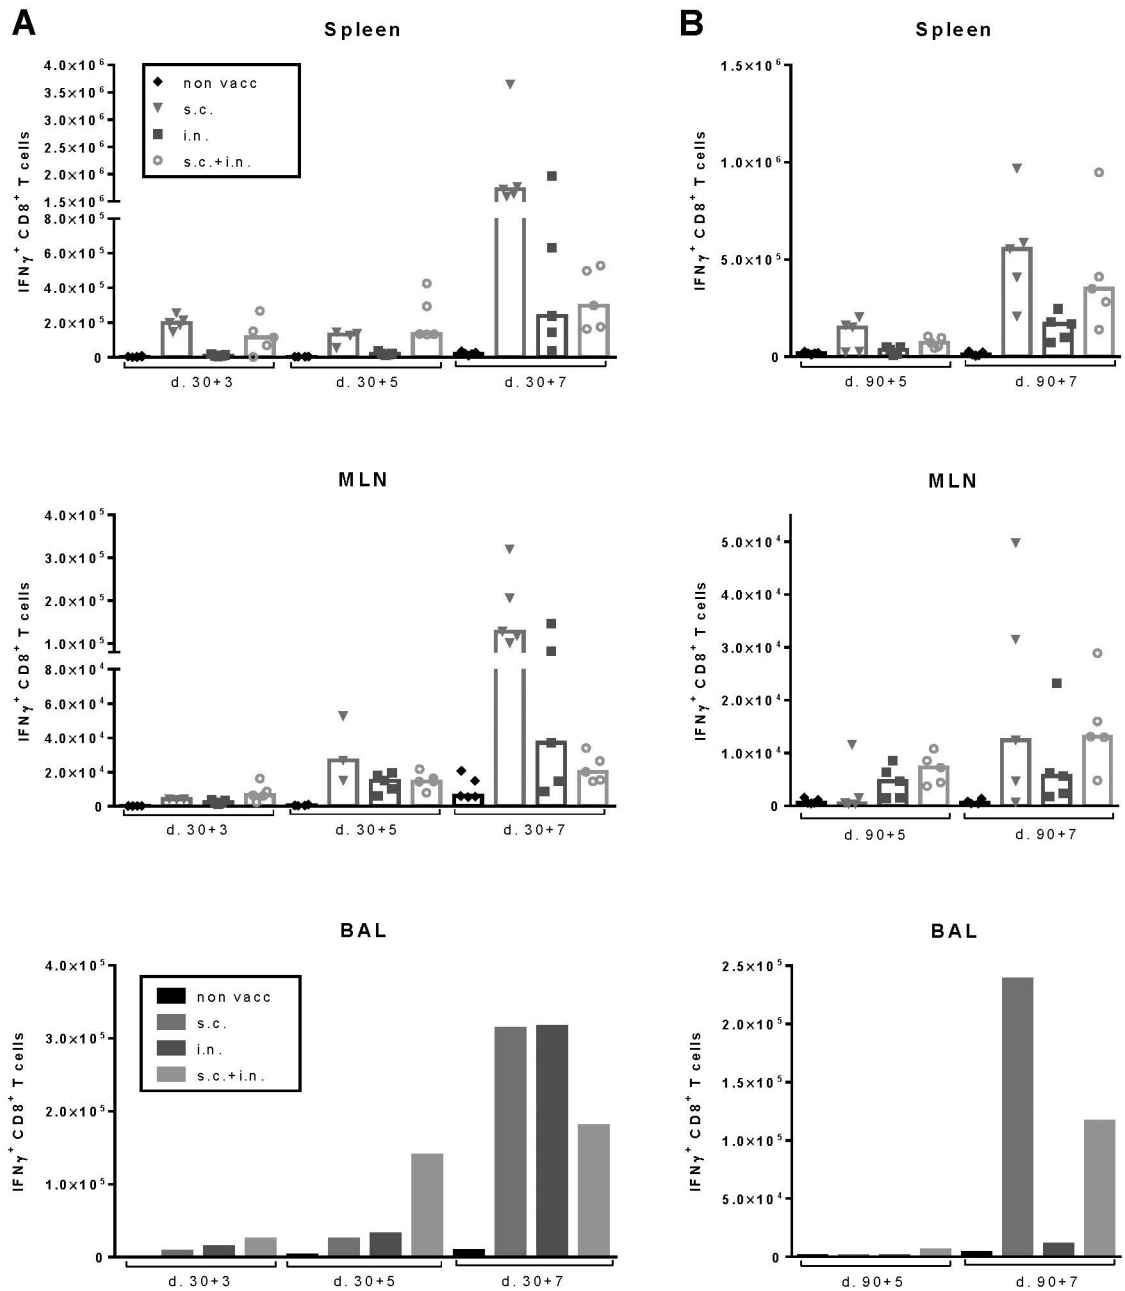 A
Spleen
IFNγ⁺ CD8⁺ T cells
4.0×10⁶
3.5×10⁶
3.0×10⁶
2.5×10⁶
2.0×10⁶
1.5×10⁶
8.0×10⁵
6.0×10⁵
4.0×10⁵
2.0×10⁵
0
non vacc
s.c.
i.n.
s.c.+i.n.
d. 30+3
d. 30+5
d. 30+7
B
Spleen
IFNγ⁺ CD8⁺ T cells
1.5×10⁶
1.0×10⁶
5.0×10⁵
0
d. 90+5
d. 90+7
MLN
IFNγ⁺ CD8⁺ T cells
4.0×10⁵
3.0×10⁵
2.0×10⁵
1.0×10⁵
8.0×10⁴
6.0×10⁴
4.0×10⁴
2.0×10⁴
0
d. 30+3
d. 30+5
d. 30+7
MLN
IFNγ⁺ CD8⁺ T cells
5.0×10⁴
4.0×10⁴
3.0×10⁴
2.0×10⁴
1.0×10⁴
0
d. 90+5
d. 90+7
BAL
IFNγ⁺ CD8⁺ T cells
4.0×10⁵
3.0×10⁵
2.0×10⁵
1.0×10⁵
0
non vacc
s.c.
i.n.
s.c.+i.n.
d. 30+3
d. 30+5
d. 30+7
BAL
IFNγ⁺ CD8⁺ T cells
2.5×10⁵
2.0×10⁵
1.5×10⁵
1.0×10⁵
5.0×10⁴
0
d. 90+5
d. 90+7